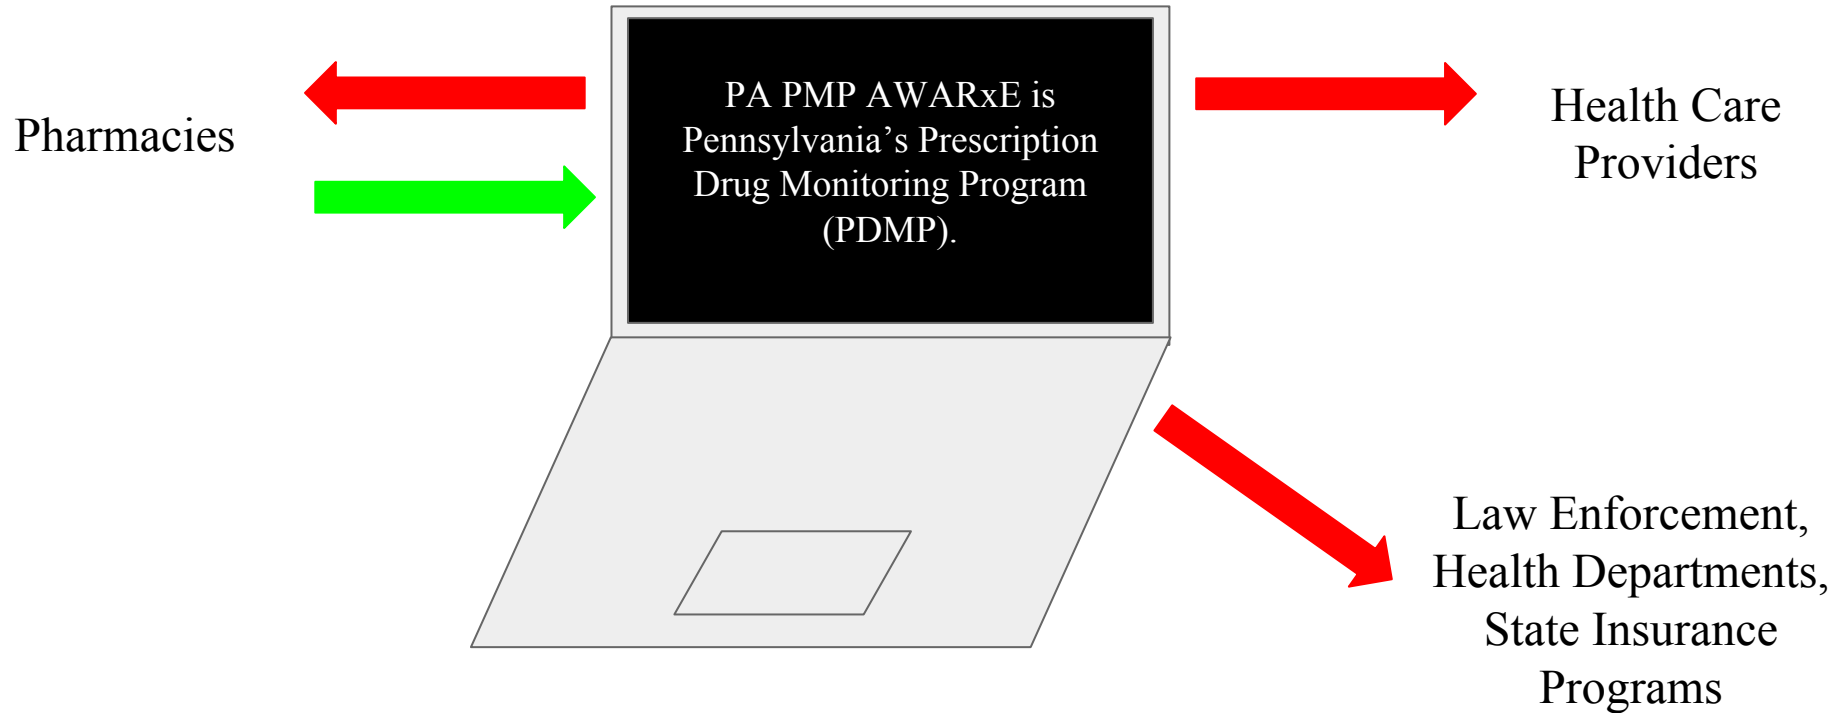 Pharmacies
PA PMP AWARxE is
Pennsylvania’s Prescription
Drug Monitoring Program
(PDMP).
Health Care
Providers
Law Enforcement,
Health Departments,
State Insurance
Programs